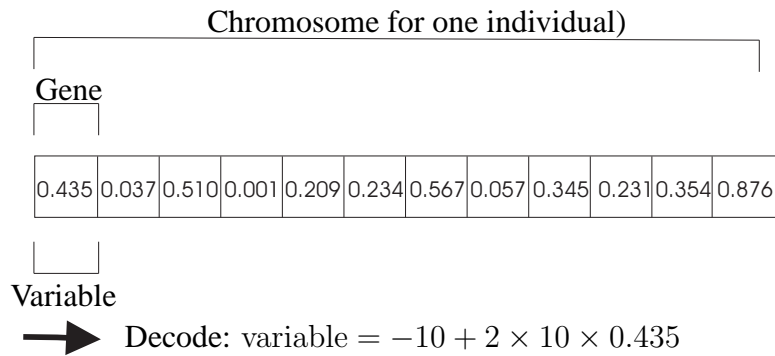 Chromosome for one individual)
Gene
0.435 0.037 0.510 0.001 0.209 0.234 0.567 0.057 0.345 0.231 0.354 0.876
Variable
Decode: variable = −10 + 2 × 10 × 0.435